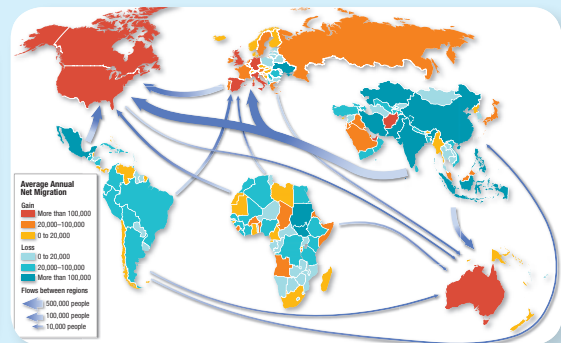 Average Annual
Net Migration
Gain
More than 100,000
20,000–100,000
0 to 20,000
Loss
0 to 20,000
20,000–100,000
More than 100,000
Flows between regions
500,000 people
100,000 people
10,000 people